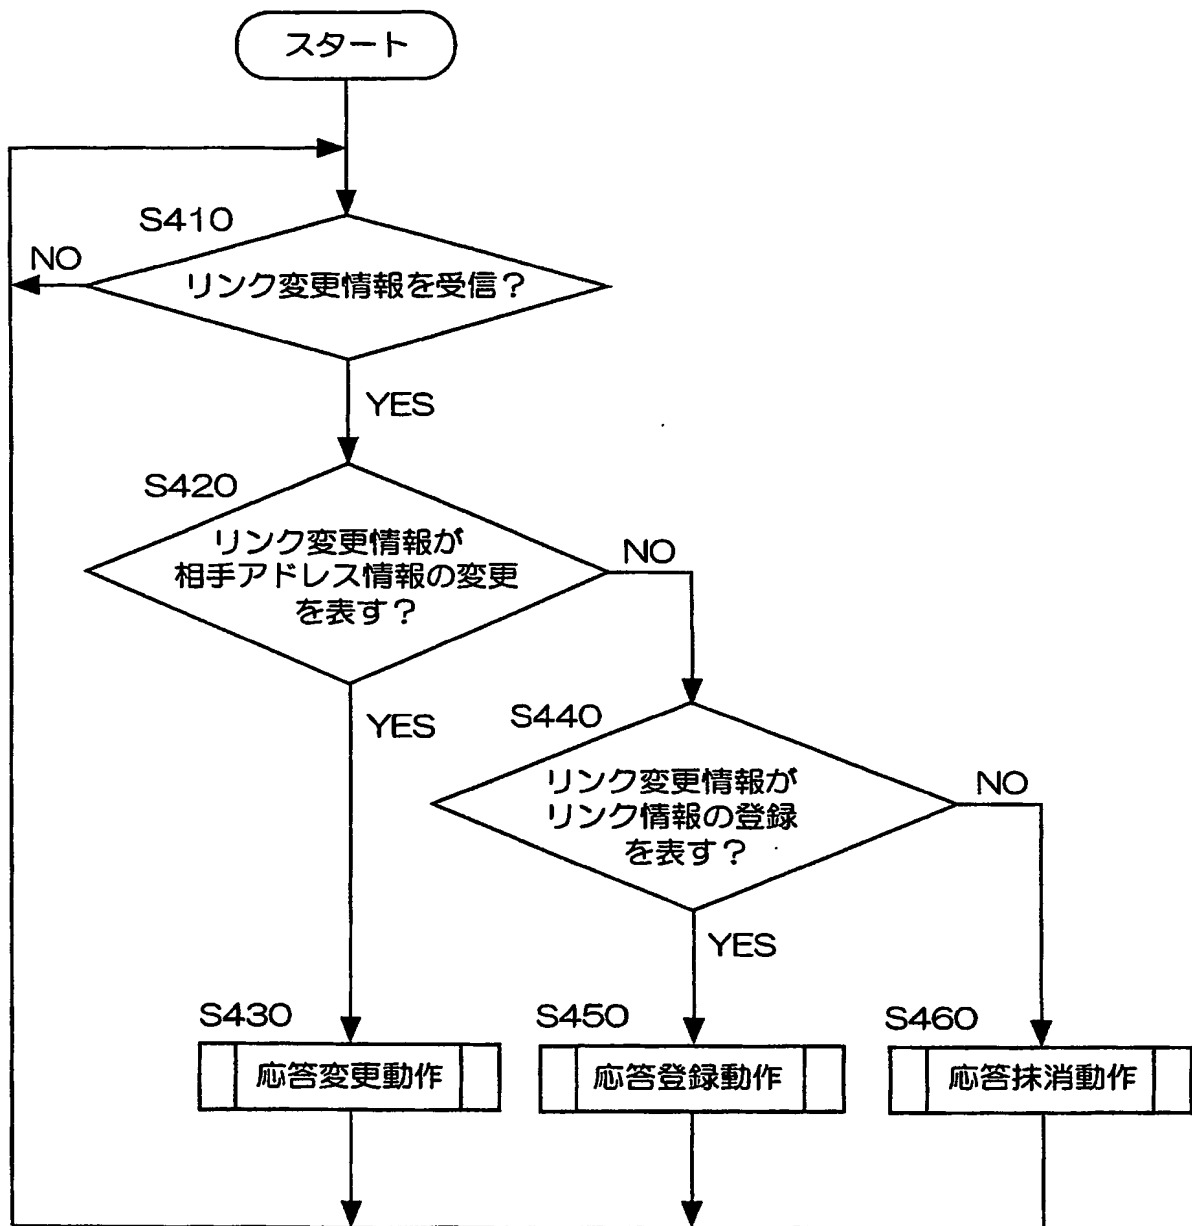 スタート
S410
NO
リンク変更情報を受信?
YES
S420
リンク変更情報が
相手アドレス情報の変更
を表す?
NO
YES
S440
リンク変更情報が
リンク情報の登録
を表す?
NO
YES
S430
応答変更動作
S450
応答登録動作
S460
応答抹消動作